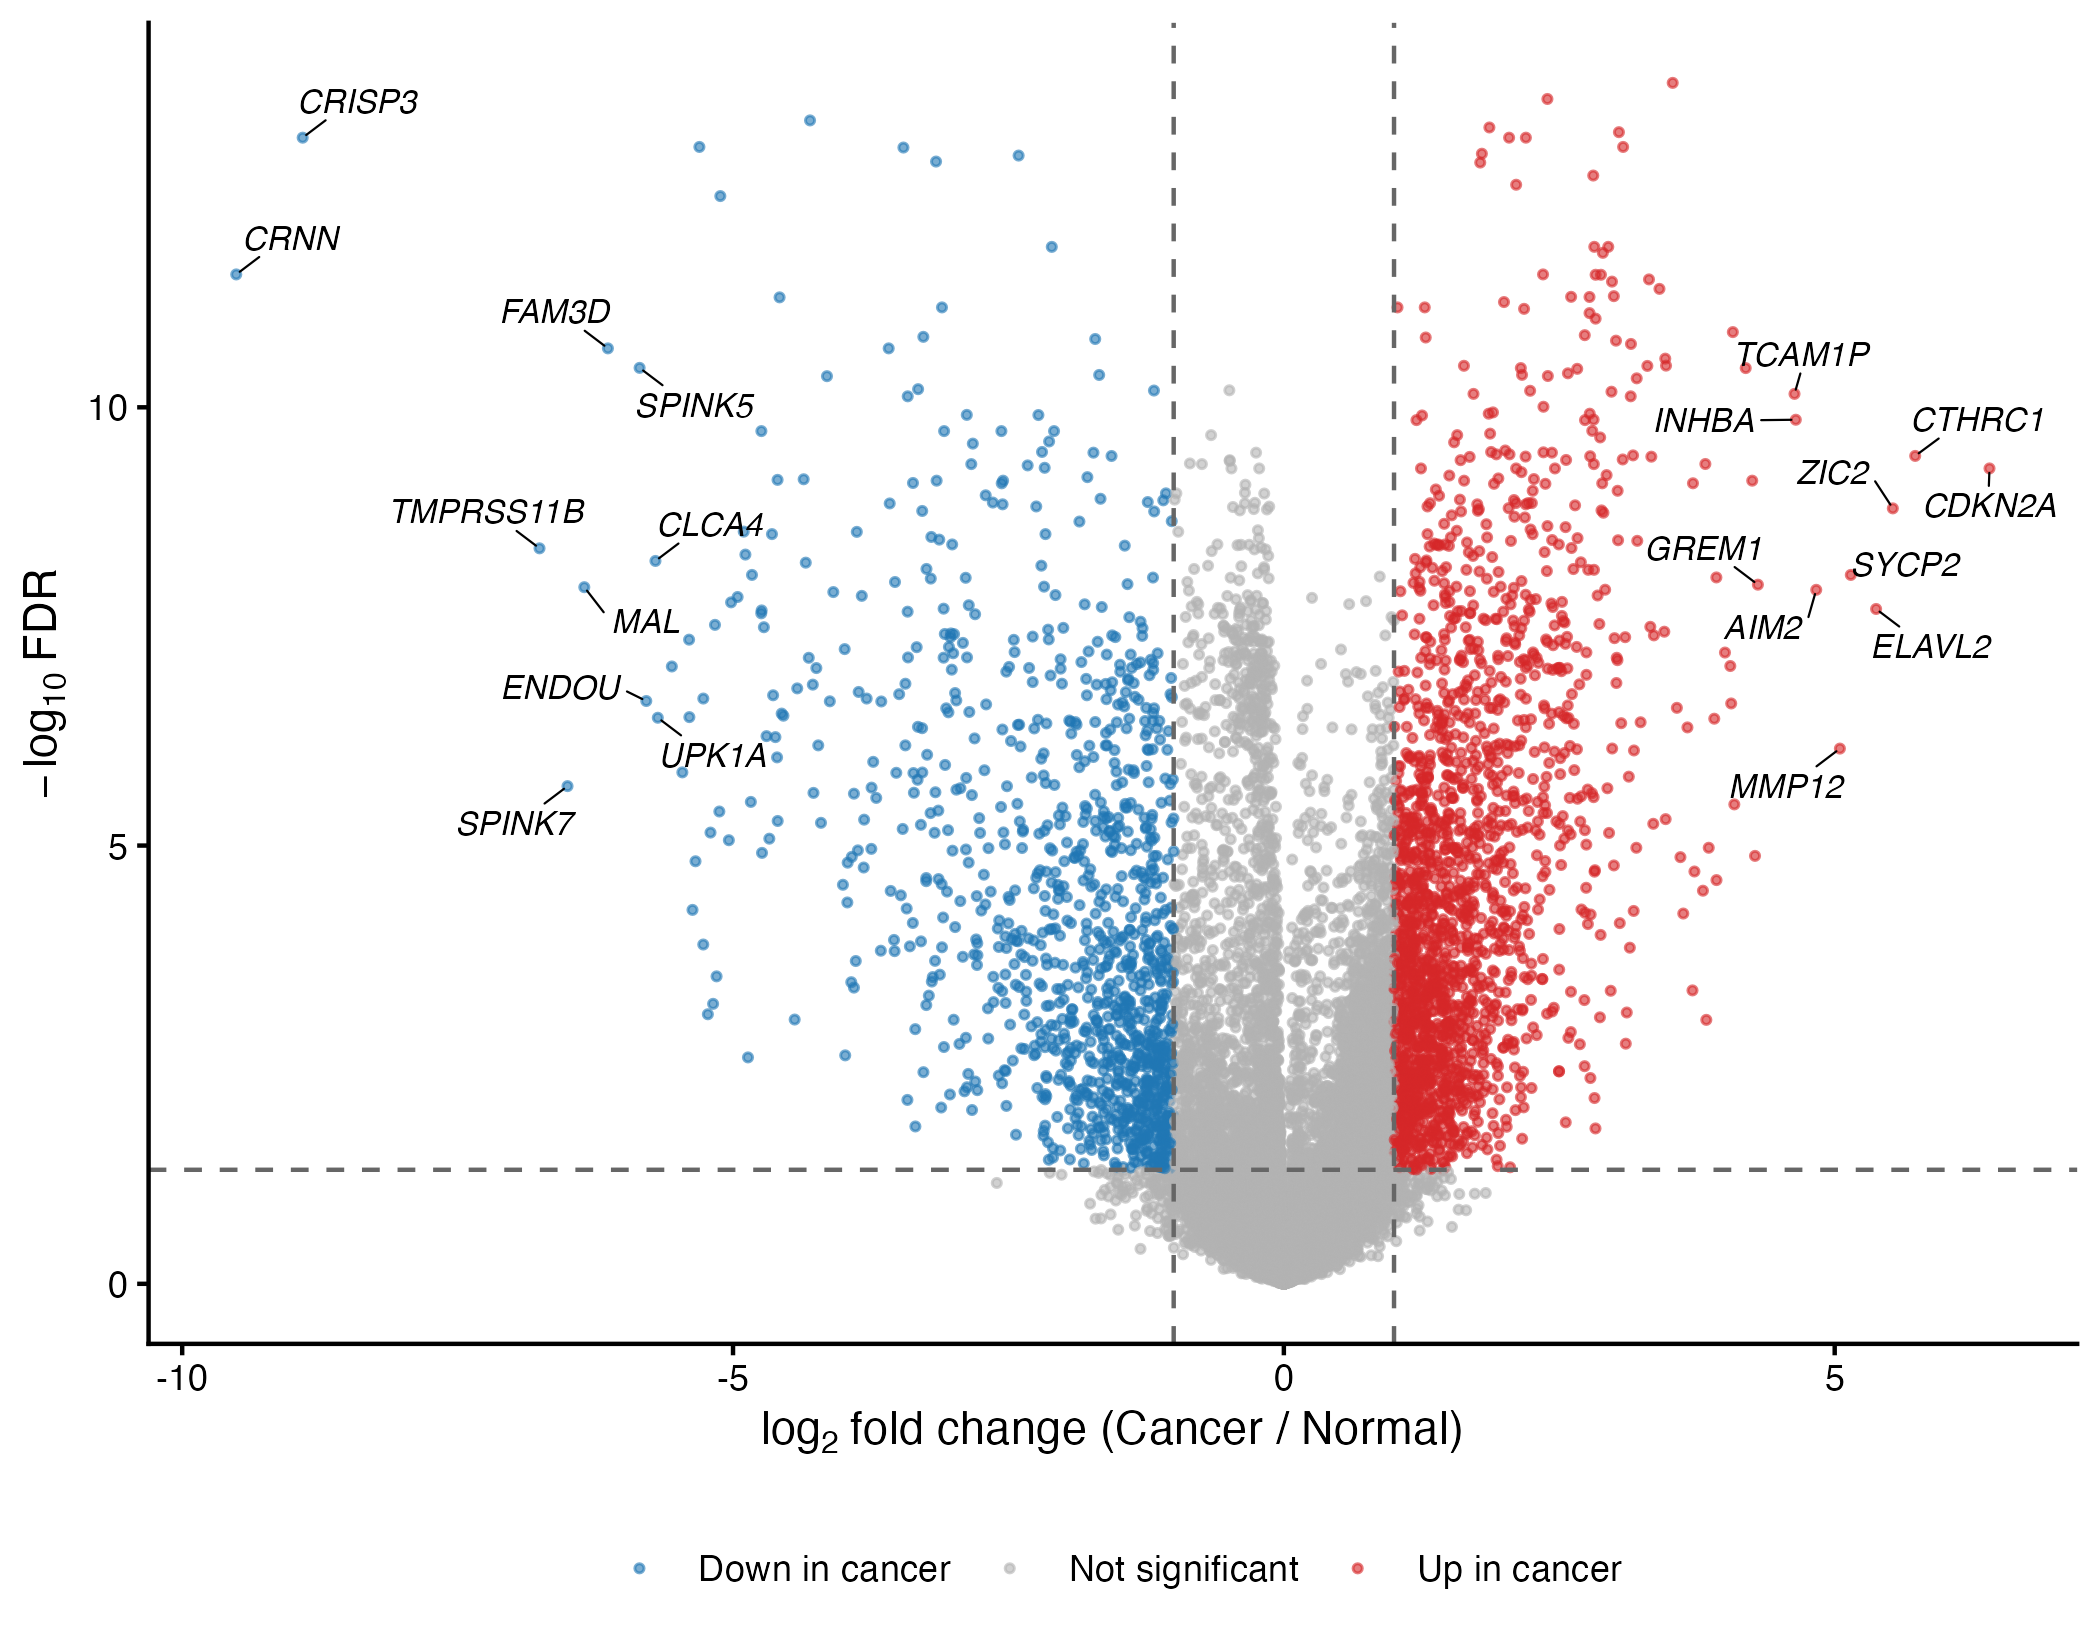 CRISP3
CRNN
FAM3D
SPINK5
TCAM1P
INHBA
CTHRC1
ZIC2
CDKN2A
TMPRSS11B
CLCA4
GREM1
SYCP2
MAL
AIM2
ELAVL2
ENDOU
UPK1A
MMP12
SPINK7
10
5
0
−log10 FDR
-10 -5 0 5
log2 fold change (Cancer / Normal)
Down in cancer Not significant Up in cancer